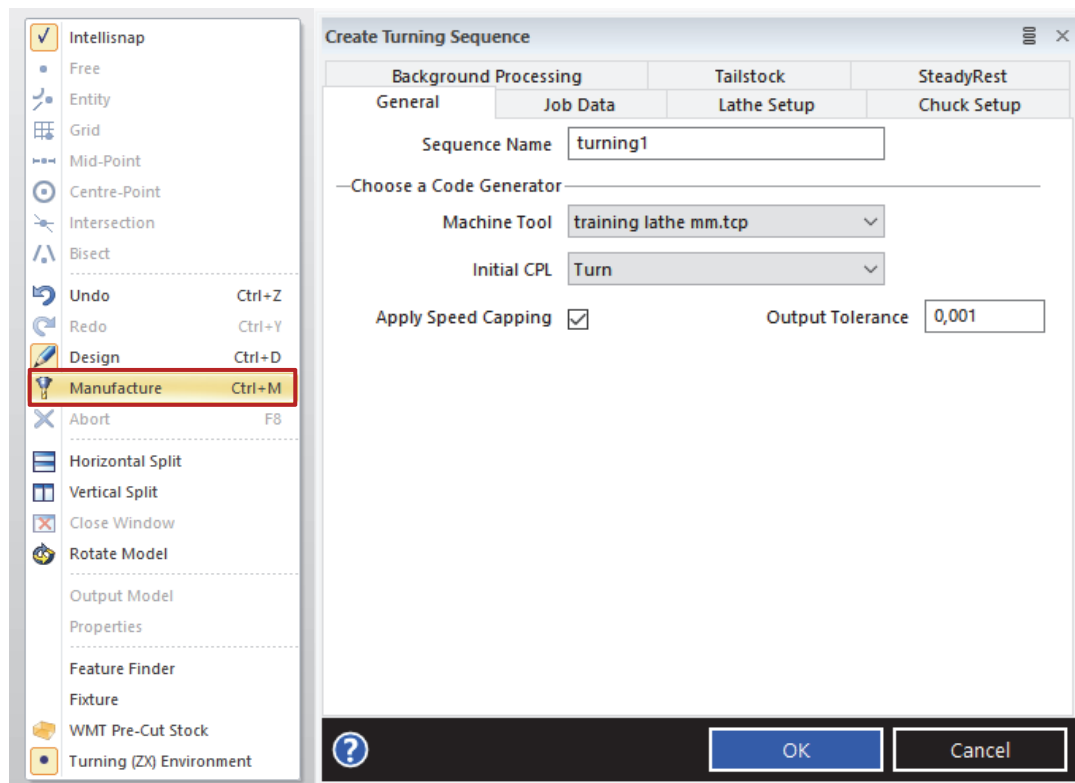 Intellisnap
Free
Entity
Grid
Mid-Point
Centre-Point
Intersection
Bisect
Undo Ctrl+Z
Redo Ctrl+Y
Design Ctrl+D
Manufacture Ctrl+M
Abort F8
Horizontal Split
Vertical Split
Close Window
Rotate Model
Output Model
Properties
Feature Finder
Fixture
WMT Pre-Cut Stock
Turning (ZX) Environment
Create Turning Sequence
Background Processing Tailstock SteadyRest
General Job Data Lathe Setup Chuck Setup
Sequence Name turning1
Choose a Code Generator
Machine Tool training lathe mm.tcp
Initial CPL Turn
Apply Speed Capping Output Tolerance 0,001
? OK Cancel